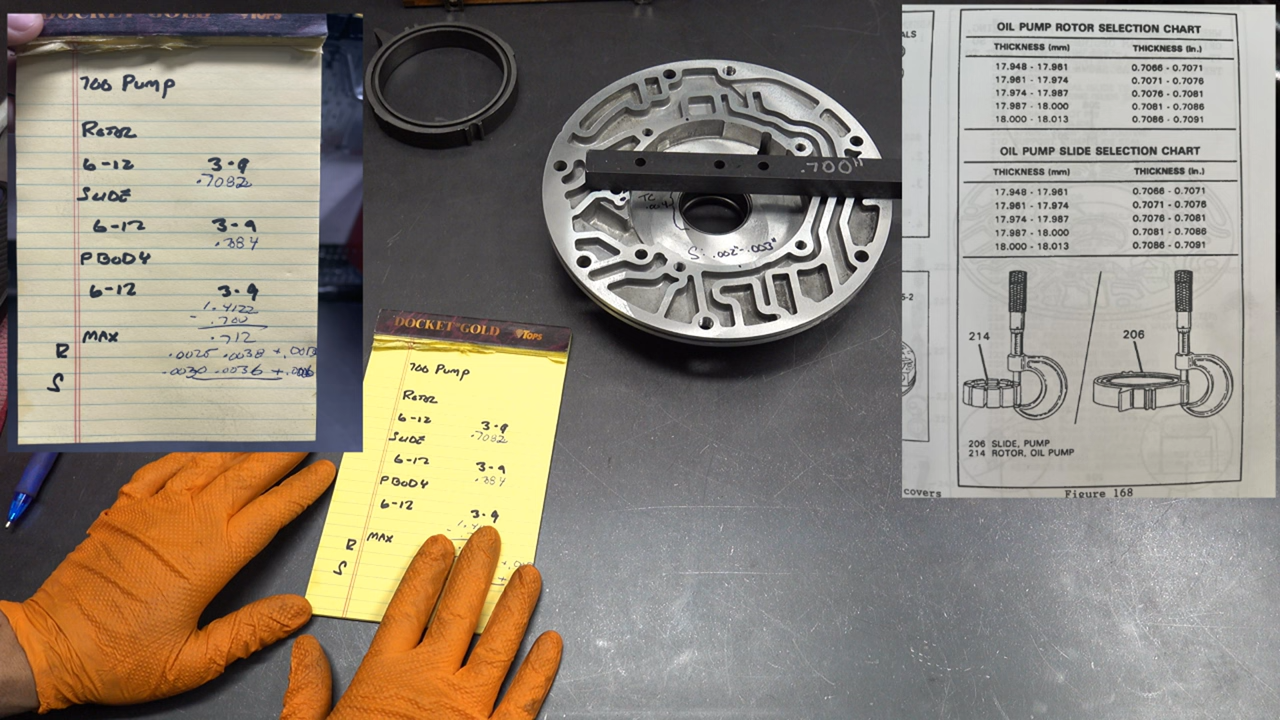 DOCKET GOLD TOPS
700 Pump
ROTOR
6-12 3-9
.7082
SLIDE
6-12 3-9
.784
PBODY
6-12 3-9
1.4122
- .700
.712
MAX
R .0025 .0038 +.0013
S .0030 .0036 +.0006
DOCKET GOLD TOPS
700 Pump
ROTOR
6-12 3-9
.7082
SLIDE
6-12 3-9
.784
PBODY
6-12 3-9
MAX
R
S
.700"
TC
S: .002"-.003"
ALS
OIL PUMP ROTOR SELECTION CHART
THICKNESS (mm) THICKNESS (in.)
17.948 - 17.961 0.7066 - 0.7071
17.961 - 17.974 0.7071 - 0.7076
17.974 - 17.987 0.7076 - 0.7081
17.987 - 18.000 0.7081 - 0.7086
18.000 - 18.013 0.7086 - 0.7091
OIL PUMP SLIDE SELECTION CHART
THICKNESS (mm) THICKNESS (in.)
17.948 - 17.961 0.7066 - 0.7071
17.961 - 17.974 0.7071 - 0.7076
17.974 - 17.987 0.7076 - 0.7081
17.987 - 18.000 0.7081 - 0.7086
18.000 - 18.013 0.7086 - 0.7091
214 206
206 SLIDE, PUMP
214 ROTOR, OIL PUMP
covers Figure 168